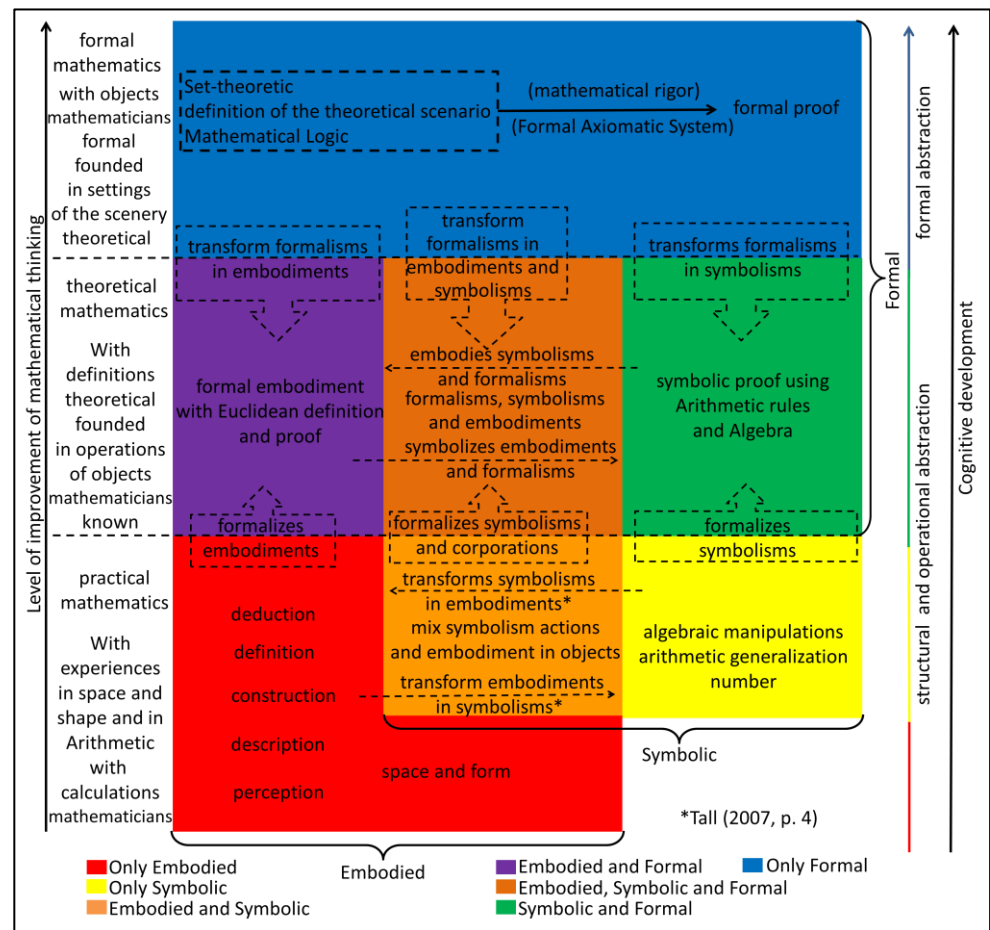 Level of improvement of mathematical thinking
formal
mathematics
with objects
mathematicians
formal
founded
in settings
of the scenery
theoretical
theoretical
mathematics
With
definitions
theoretical
founded
in operations
of objects
mathematicians
known
practical
mathematics
With
experiences
in space and
shape and in
Arithmetic
with
calculations
mathematicians
Set-theoretic
definition of the theoretical scenario
Mathematical Logic
(mathematical rigor)
(Formal Axiomatic System)
formal proof
transform formalisms
in embodiments
transform
formalisms in
embodiments and
symbolisms
transforms formalisms
in symbolisms
formal embodiment
with Euclidean definition
and proof
embodies symbolisms
and formalisms
formalisms, symbolisms
and embodiments
symbolizes embodiments
and formalisms
symbolic proof using
Arithmetic rules
and Algebra
formalizes
embodiments
formalizes symbolisms
and corporations
formalizes
symbolisms
deduction
definition
construction
description
perception
space and form
transforms symbolisms
in embodiments*
mix symbolism actions
and embodiment in objects
transform embodiments
in symbolisms*
algebraic manipulations
arithmetic generalization
number
Symbolic
*Tall (2007, p. 4)
Embodied
Formal
formal abstraction
structural and operational abstraction
Cognitive development
Only Embodied
Only Symbolic
Embodied and Symbolic
Embodied and Formal
Embodied, Symbolic and Formal
Symbolic and Formal
Only Formal